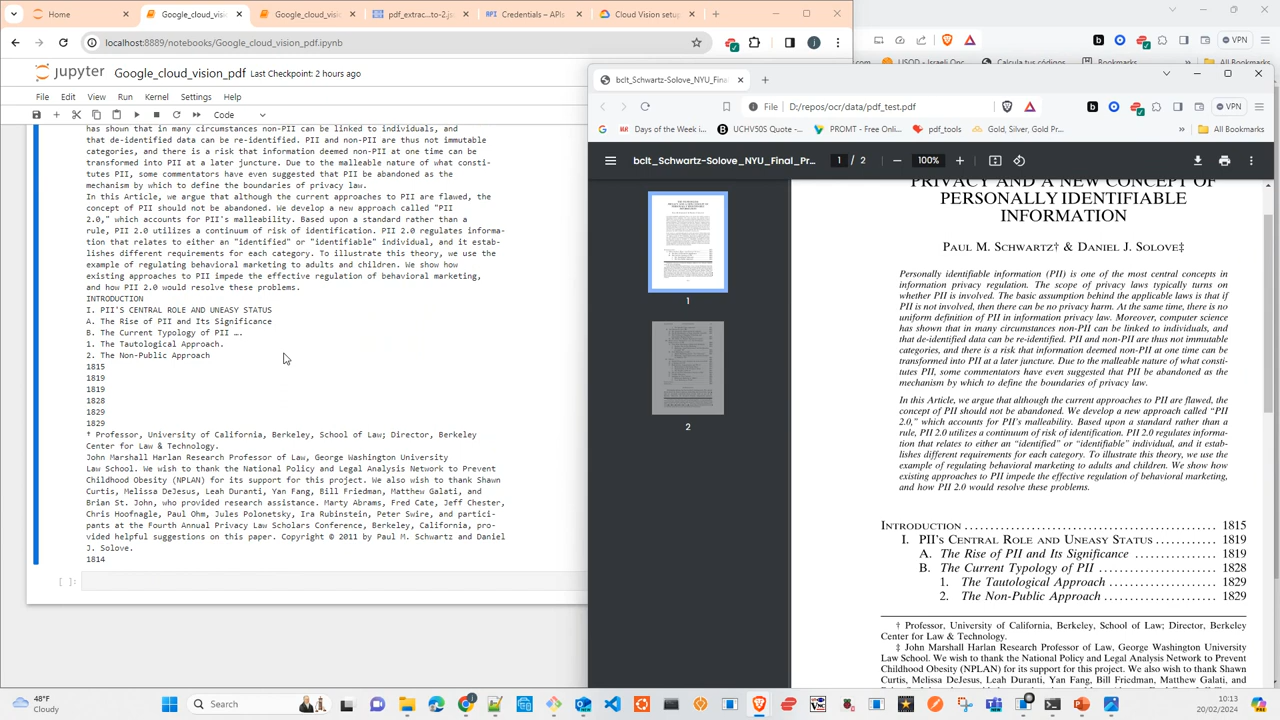 Home
Google_cloud_visi
Google_cloud_visi
pdf_extrac...to-2.js
Credentials – APIs
Cloud Vision setu
localhost:8889/notebooks/Google_cloud_vision_pdf.ipynb
VPN
jupyter Google_cloud_vision_pdf Last Checkpoint: 2 hours ago
File Edit View Run Kernel Settings Help
Code
has shown that in many circumstances non-PII can be linked to individuals, and
that de-identified data can be re-identified. PII and non-PII are thus not immutable
categories, and there is a risk that information deemed non-PII at one time can be
transformed into PII at a later juncture. Due to the malleable nature of what consti-
tutes PII, some commentators have even suggested that PII be abandoned as the
mechanism by which to define the boundaries of privacy law.
In this Article, we argue that although the current approaches to PII are flawed, the
concept of PII should not be abandoned. We develop a new approach called "PII
2.0," which accounts for PII's malleability. Based upon a standard rather than a
rule, PII 2.0 utilizes a continuum of risk of identification. PII 2.0 regulates informa-
tion that relates to either an "identified" or "identifiable" individual, and it estab-
lishes different requirements for each category. To illustrate this theory, we use the
example of regulating behavioral marketing to adults and children. We show how
existing approaches to PII impede the effective regulation of behavioral marketing,
and how PII 2.0 would resolve these problems.
INTRODUCTION
I. PII'S CENTRAL ROLE AND UNEASY STATUS
A. The Rise of PII and Its Significance
B. The Current Typology of PII ...
1. The Tautological Approach.
2. The Non-Public Approach
1815
1819
1819
1828
1829
1829
† Professor, University of California, Berkeley, School of Law; Director, Berkeley
Center for Law & Technology.
John Marshall Harlan Research Professor of Law, George Washington University
Law School. We wish to thank the National Policy and Legal Analysis Network to Prevent
Childhood Obesity (NPLAN) for its support for this project. We also wish to thank Shawn
Curtis, Melissa DeJesus, Leah Duranti, Yan Fang, Bill Friedman, Matthew Galati, and
Brian St. John, who provided research assistance. Marty Abrams, Fred Cate, Jeff Chester,
Chris Hoofnagle, Paul Ohm, Jules Polonetsky, Ira Rubinstein, Peter Swire, and partici-
pants at the Fourth Annual Privacy Law Scholars Conference, Berkeley, California, pro-
vided helpful suggestions on this paper. Copyright © 2011 by Paul M. Schwartz and Daniel
J. Solove.
1814
[ ]:
bclt_Schwartz-Solove_NYU_Final_
File D:/repos/ocr/data/pdf_test.pdf
VPN
Days of the Week i...
UCHV50S Quote -...
PROMT - Free Onli...
pdf_tools
Gold, Silver, Gold Pr...
All Bookmarks
bclt_Schwartz-Solove_NYU_Final_Pr...
1 / 2
100%
1
2
PRIVACY AND A NEW CONCEPT OF
PERSONALLY IDENTIFIABLE
INFORMATION
PAUL M. SCHWARTZ† & DANIEL J. SOLOVE‡
Personally identifiable information (PII) is one of the most central concepts in
information privacy regulation. The scope of privacy laws typically turns on
whether PII is involved. The basic assumption behind the applicable laws is that if
PII is not involved, then there can be no privacy harm. At the same time, there is no
uniform definition of PII in information privacy law. Moreover, computer science
has shown that in many circumstances non-PII can be linked to individuals, and
that de-identified data can be re-identified. PII and non-PII are thus not immutable
categories, and there is a risk that information deemed non-PII at one time can be
transformed into PII at a later juncture. Due to the malleable nature of what consti-
tutes PII, some commentators have even suggested that PII be abandoned as the
mechanism by which to define the boundaries of privacy law.
In this Article, we argue that although the current approaches to PII are flawed, the
concept of PII should not be abandoned. We develop a new approach called “PII
2.0,” which accounts for PII’s malleability. Based upon a standard rather than a
rule, PII 2.0 utilizes a continuum of risk of identification. PII 2.0 regulates informa-
tion that relates to either an “identified” or “identifiable” individual, and it estab-
lishes different requirements for each category. To illustrate this theory, we use the
example of regulating behavioral marketing to adults and children. We show how
existing approaches to PII impede the effective regulation of behavioral marketing,
and how PII 2.0 would resolve these problems.
INTRODUCTION .................................... 1815
I. PII’S CENTRAL ROLE AND UNEASY STATUS ............ 1819
A. The Rise of PII and Its Significance ............. 1819
B. The Current Typology of PII ..................... 1828
1. The Tautological Approach .................... 1829
2. The Non-Public Approach ..................... 1829
† Professor, University of California, Berkeley, School of Law; Director, Berkeley
Center for Law & Technology.
‡ John Marshall Harlan Research Professor of Law, George Washington University
Law School. We wish to thank the National Policy and Legal Analysis Network to Prevent
Childhood Obesity (NPLAN) for its support for this project. We also wish to thank Shawn
Curtis, Melissa DeJesus, Leah Duranti, Yan Fang, Bill Friedman, Matthew Galati, and
48°F
Cloudy
Search
10:13
20/02/2024